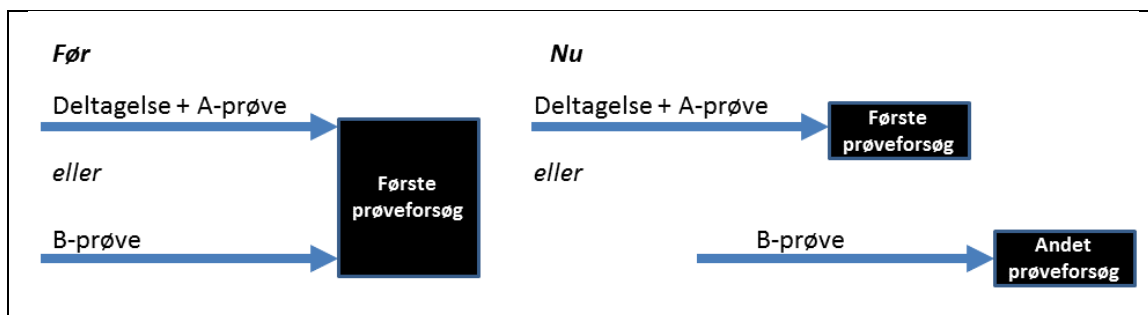 Før
Deltagelse + A-prøve
eller
B-prøve
Første
prøveforsøg
Nu
Deltagelse + A-prøve
Første
prøveforsøg
eller
B-prøve
Andet
prøveforsøg